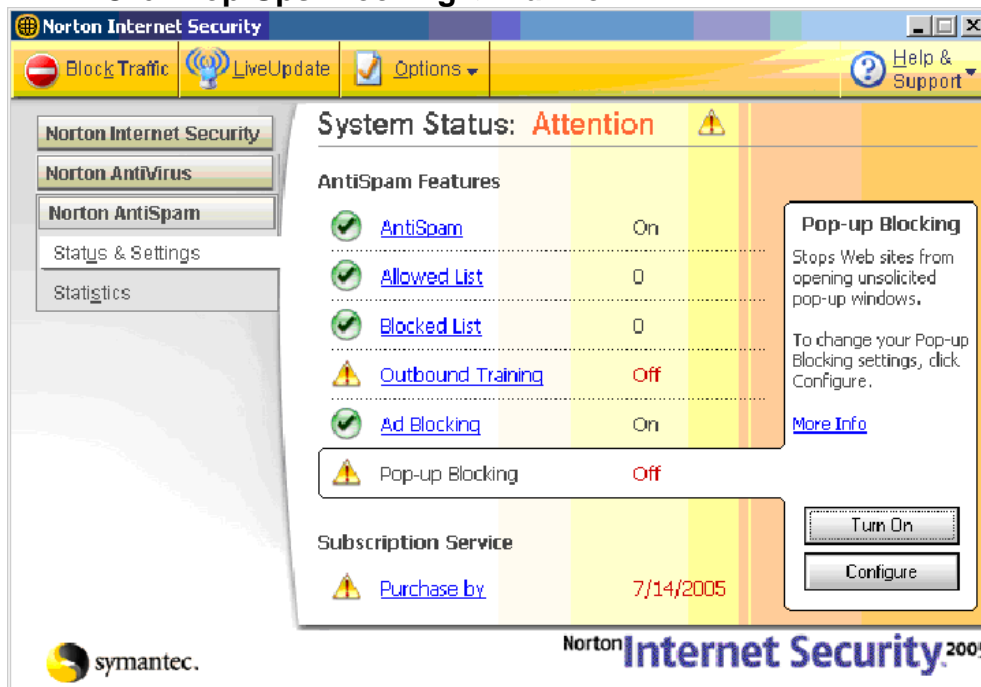 Norton Internet Security
Block Traffic
LiveUpdate
Options
Help &
Support
Norton Internet Security
Norton AntiVirus
Norton AntiSpam
Status & Settings
Statistics
System Status: Attention
AntiSpam Features
AntiSpam On
Allowed List 0
Blocked List 0
Outbound Training Off
Ad Blocking On
Pop-up Blocking Off
Subscription Service
Purchase by 7/14/2005
Pop-up Blocking
Stops Web sites from
opening unsolicited
pop-up windows.
To change your Pop-up
Blocking settings, click
Configure.
More Info
Turn On
Configure
symantec.
Norton Internet Security 2005